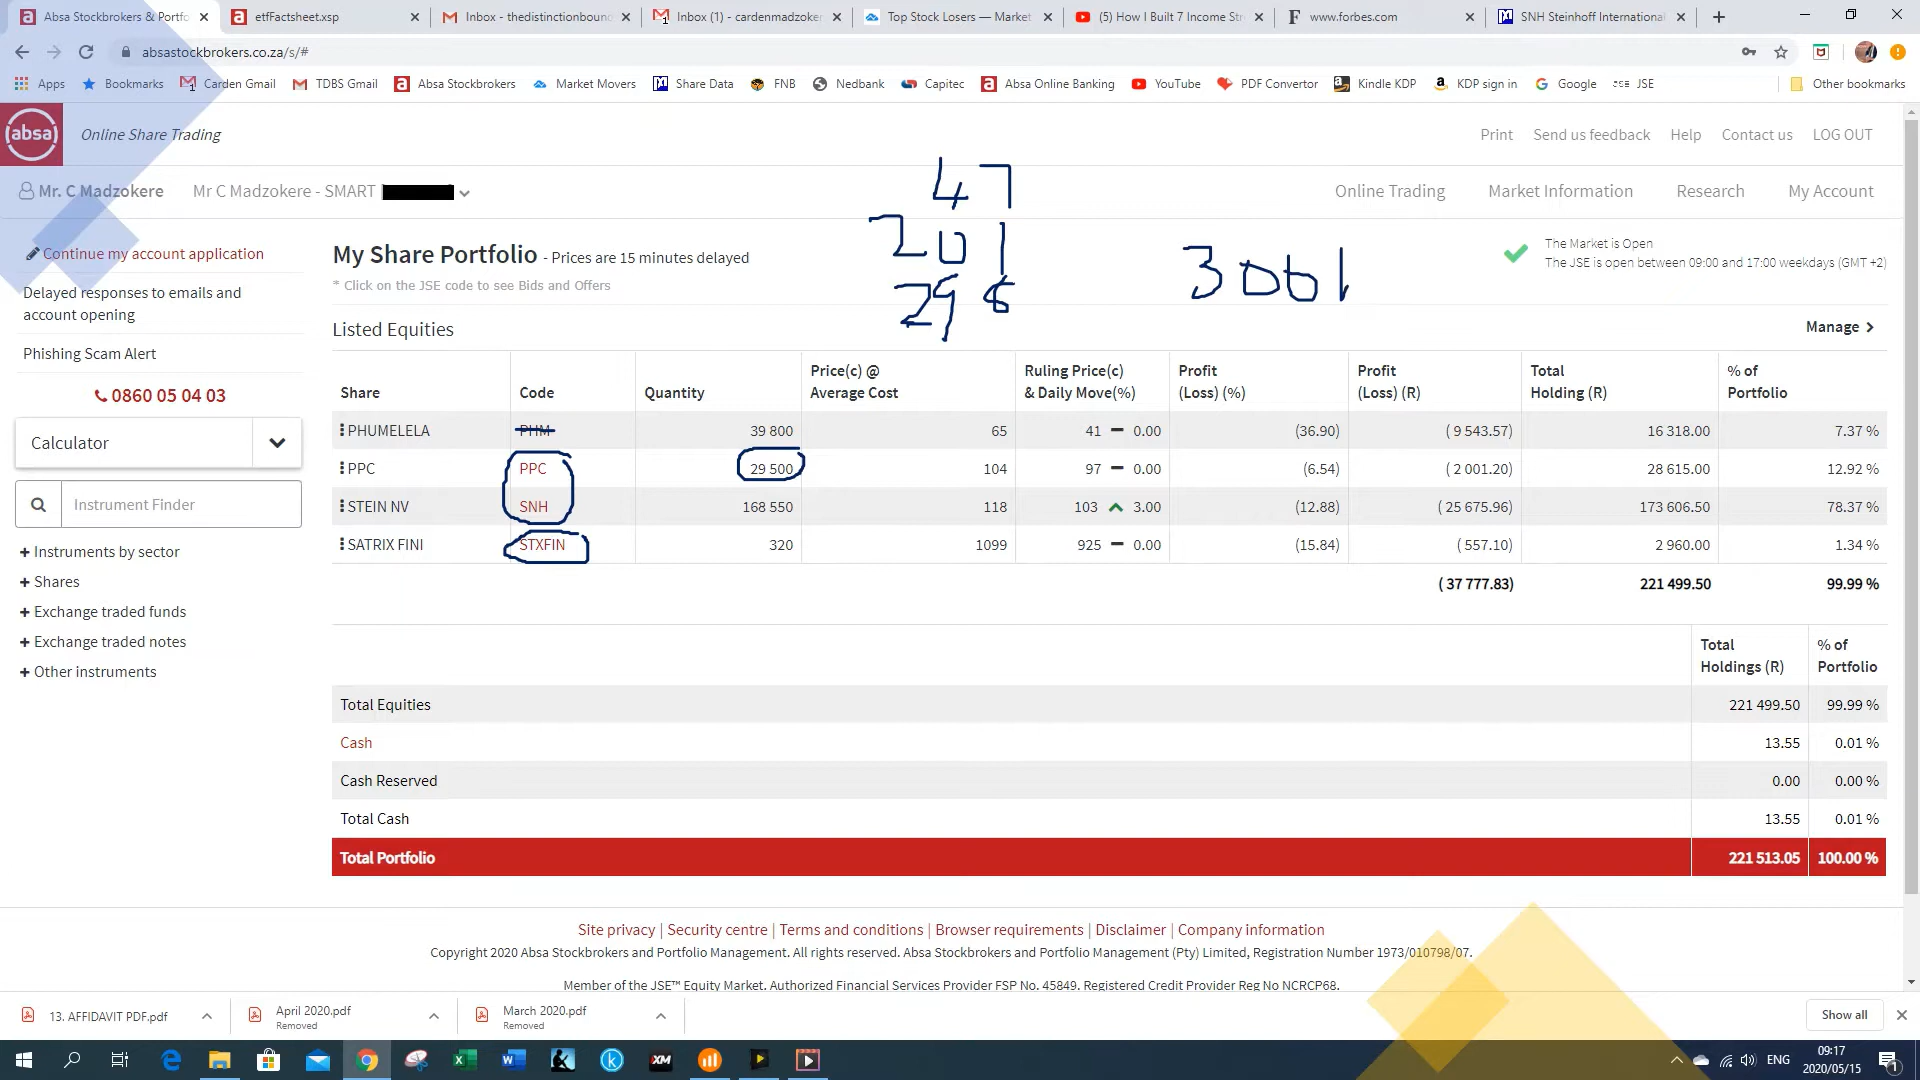 Absa Stockbrokers & Portfo
etfFactsheet.xsp
Inbox - thedistinctionboun
Inbox (1) - cardenmadzoker
Top Stock Losers — Market
(5) How I Built 7 Income Str
www.forbes.com
SNH Steinhoff International
absastockbrokers.co.za/s/#
Apps Bookmarks Carden Gmail TDBS Gmail Absa Stockbrokers Market Movers Share Data FNB Nedbank Capitec Absa Online Banking YouTube PDF Convertor Kindle KDP KDP sign in Google JSE Other bookmarks
absa Online Share Trading
Print Send us feedback Help Contact us LOG OUT
Mr. C Madzokere Mr C Madzokere - SMART
Online Trading Market Information Research My Account
47
201
298
Continue my account application
Delayed responses to emails and
account opening
Phishing Scam Alert
0860 05 04 03
Calculator
Instrument Finder
Instruments by sector
Shares
Exchange traded funds
Exchange traded notes
Other instruments
My Share Portfolio - Prices are 15 minutes delayed
* Click on the JSE code to see Bids and Offers
The Market is Open
The JSE is open between 09:00 and 17:00 weekdays (GMT +2)
Listed Equities
Manage
Share Code Quantity Price(c) @ Average Cost Ruling Price(c) & Daily Move(%) Profit (Loss) (%) Profit (Loss) (R) Total Holding (R) % of Portfolio
PHUMELELA PHM 39 800 65 41 0.00 (36.90) ( 9 543.57) 16 318.00 7.37 %
PPC PPC 29 500 104 97 0.00 (6.54) ( 2 001.20) 28 615.00 12.92 %
STEIN NV SNH 168 550 118 103 3.00 (12.88) ( 25 675.96) 173 606.50 78.37 %
SATRIX FINI STXFIN 320 1099 925 0.00 (15.84) ( 557.10) 2 960.00 1.34 %
( 37 777.83) 221 499.50 99.99 %
Total Holdings (R) % of Portfolio
Total Equities 221 499.50 99.99 %
Cash 13.55 0.01 %
Cash Reserved 0.00 0.00 %
Total Cash 13.55 0.01 %
Total Portfolio 221 513.05 100.00 %
Site privacy | Security centre | Terms and conditions | Browser requirements | Disclaimer | Company information
Copyright 2020 Absa Stockbrokers and Portfolio Management. All rights reserved. Absa Stockbrokers and Portfolio Management (Pty) Limited, Registration Number 1973/010798/07.
Member of the JSE™ Equity Market. Authorized Financial Services Provider FSP No. 45849. Registered Credit Provider Reg No NCRCP68.
13. AFFIDAVIT PDF.pdf
April 2020.pdf
Removed
March 2020.pdf
Removed
Show all
ENG
09:17
2020/05/15